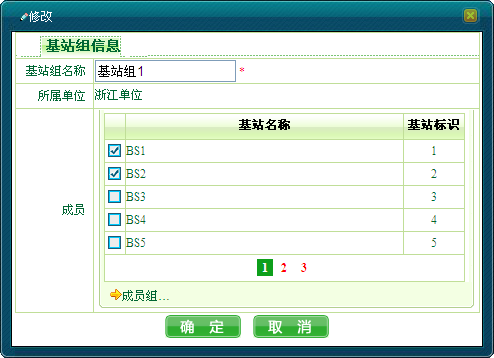 修改
基站组信息
基站组名称 基站组1 *
所属单位 浙江单位
成员
基站名称 基站标识
BS1 1
BS2 2
BS3 3
BS4 4
BS5 5
1 2 3
成员组...
确 定 取 消